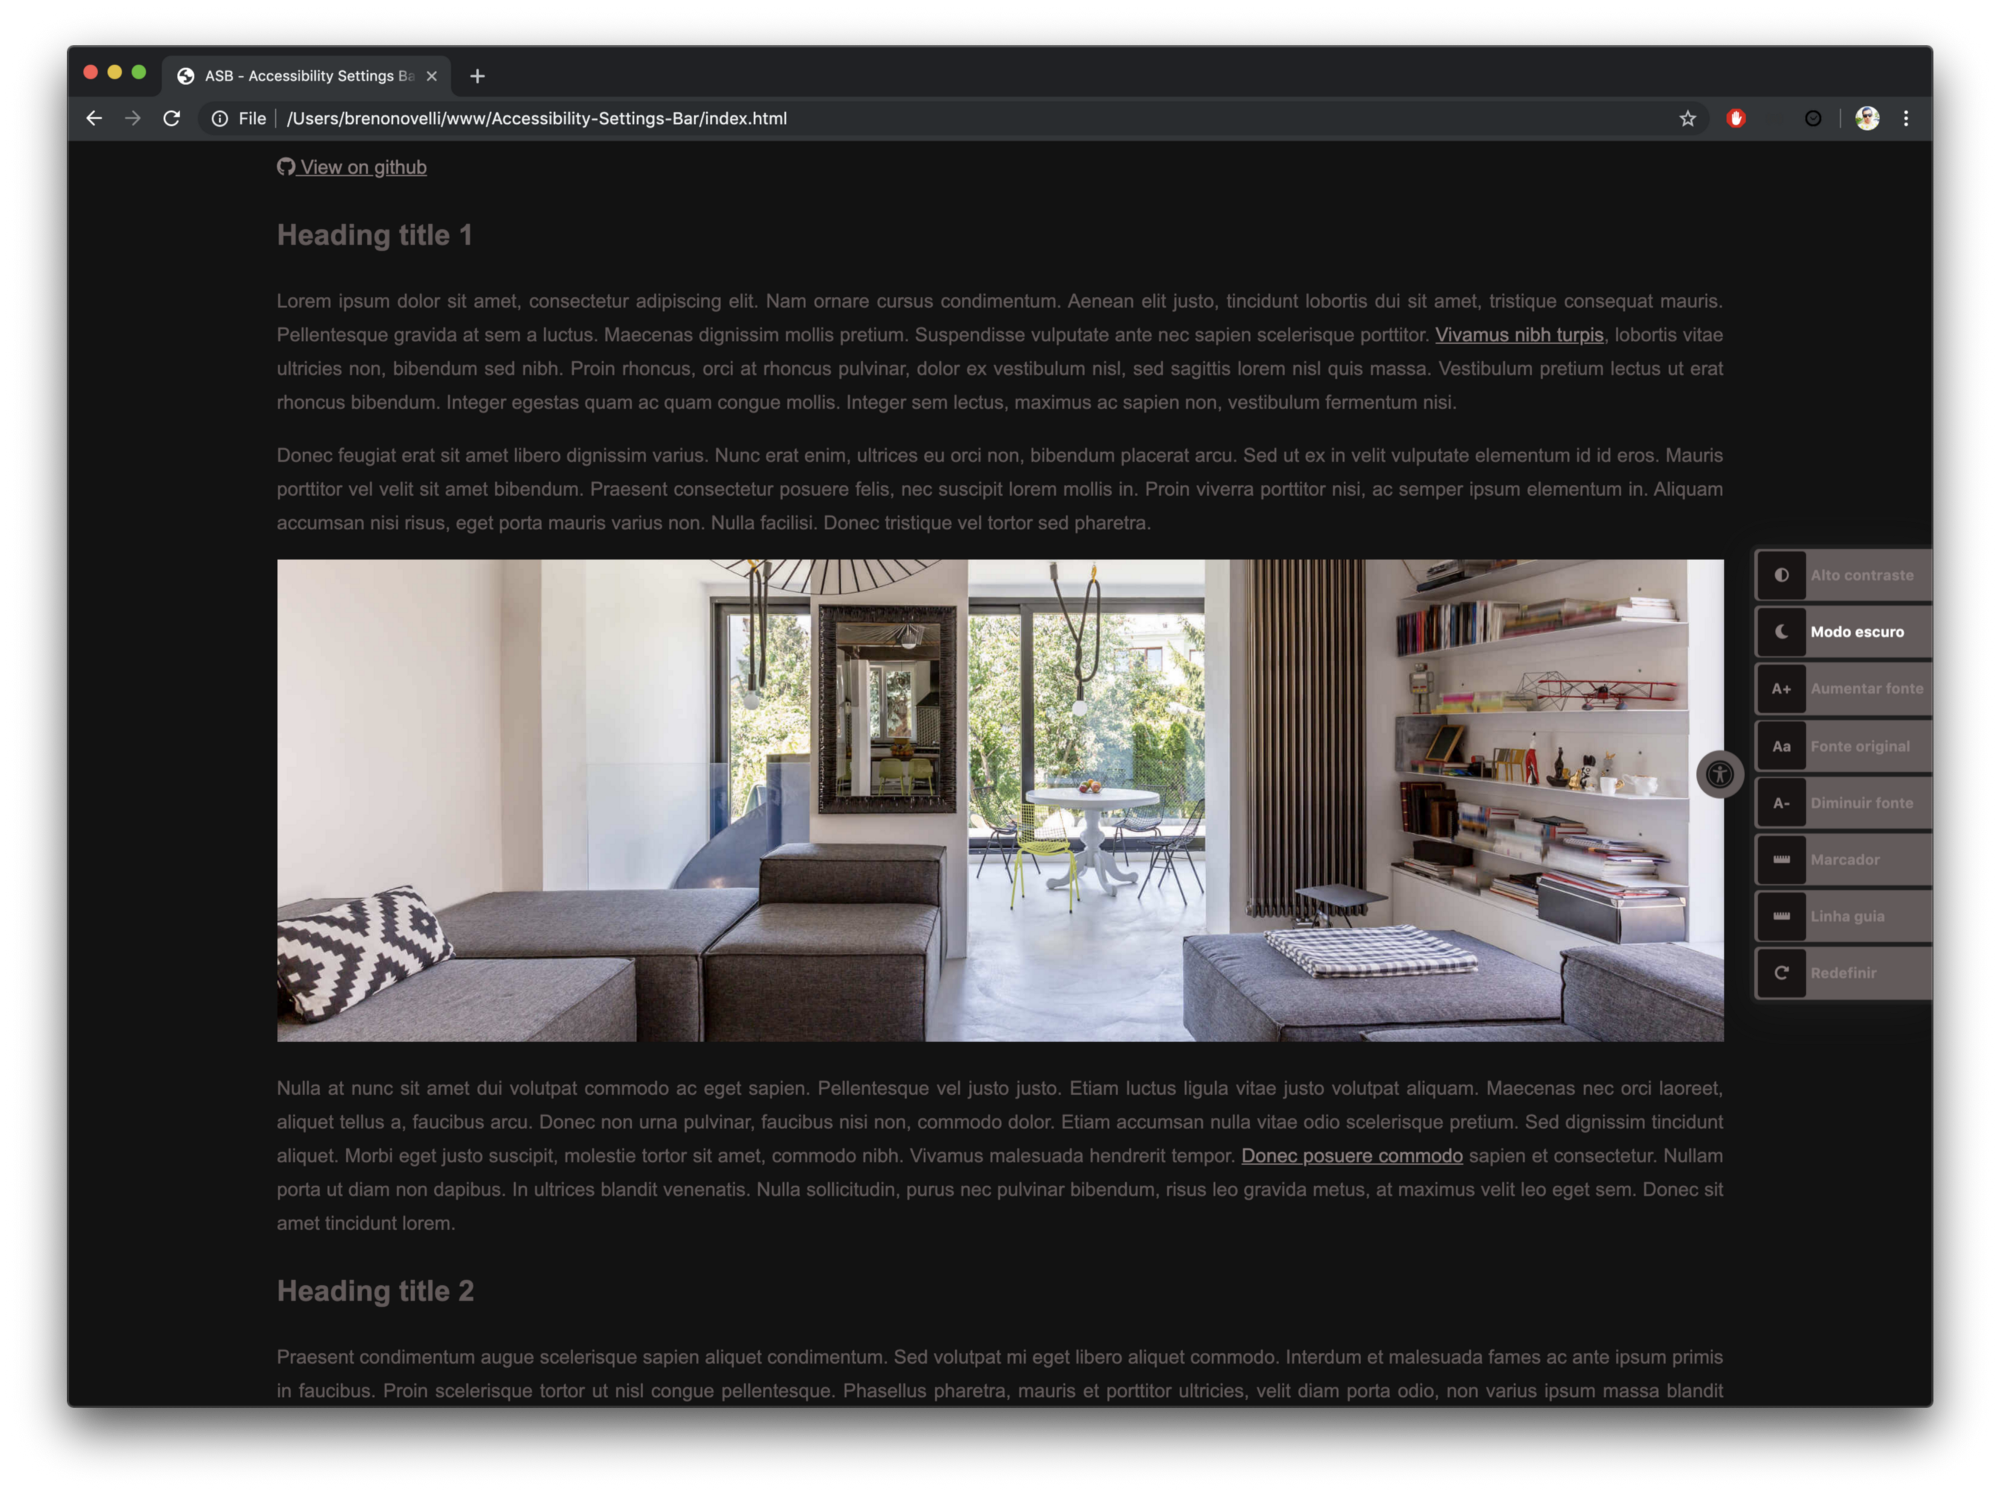 ASB - Accessibility Settings Ba
File /Users/brenonovelli/www/Accessibility-Settings-Bar/index.html
View on github
Heading title 1
Lorem ipsum dolor sit amet, consectetur adipiscing elit. Nam ornare cursus condimentum. Aenean elit justo, tincidunt lobortis dui sit amet, tristique consequat mauris.
Pellentesque gravida at sem a luctus. Maecenas dignissim mollis pretium. Suspendisse vulputate ante nec sapien scelerisque porttitor. Vivamus nibh turpis, lobortis vitae
ultricies non, bibendum sed nibh. Proin rhoncus, orci at rhoncus pulvinar, dolor ex vestibulum nisl, sed sagittis lorem nisl quis massa. Vestibulum pretium lectus ut erat
rhoncus bibendum. Integer egestas quam ac quam congue mollis. Integer sem lectus, maximus ac sapien non, vestibulum fermentum nisi.
Donec feugiat erat sit amet libero dignissim varius. Nunc erat enim, ultrices eu orci non, bibendum placerat arcu. Sed ut ex in velit vulputate elementum id id eros. Mauris
porttitor vel velit sit amet bibendum. Praesent consectetur posuere felis, nec suscipit lorem mollis in. Proin viverra porttitor nisi, ac semper ipsum elementum in. Aliquam
accumsan nisi risus, eget porta mauris varius non. Nulla facilisi. Donec tristique vel tortor sed pharetra.
Alto contraste
Modo escuro
A+ Aumentar fonte
Aa Fonte original
A- Diminuir fonte
Marcador
Linha guia
Redefinir
Nulla at nunc sit amet dui volutpat commodo ac eget sapien. Pellentesque vel justo justo. Etiam luctus ligula vitae justo volutpat aliquam. Maecenas nec orci laoreet,
aliquet tellus a, faucibus arcu. Donec non urna pulvinar, faucibus nisi non, commodo dolor. Etiam accumsan nulla vitae odio scelerisque pretium. Sed dignissim tincidunt
aliquet. Morbi eget justo suscipit, molestie tortor sit amet, commodo nibh. Vivamus malesuada hendrerit tempor. Donec posuere commodo sapien et consectetur. Nullam
porta ut diam non dapibus. In ultrices blandit venenatis. Nulla sollicitudin, purus nec pulvinar bibendum, risus leo gravida metus, at maximus velit leo eget sem. Donec sit
amet tincidunt lorem.
Heading title 2
Praesent condimentum augue scelerisque sapien aliquet condimentum. Sed volutpat mi eget libero aliquet commodo. Interdum et malesuada fames ac ante ipsum primis
in faucibus. Proin scelerisque tortor ut nisl congue pellentesque. Phasellus pharetra, mauris et porttitor ultricies, velit diam porta odio, non varius ipsum massa blandit